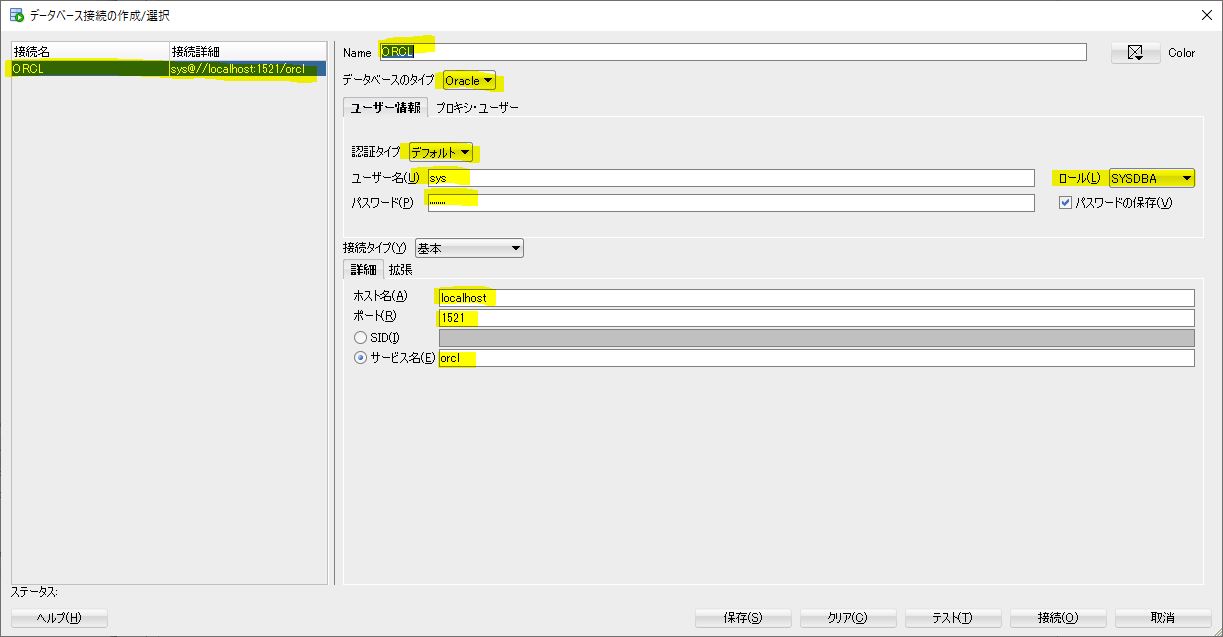 データベース接続の作成/選択
接続名 接続詳細
ORCL sys@//localhost:1521/orcl
Name ORCL Color
データベースのタイプ Oracle
ユーザー情報 プロキシ・ユーザー
認証タイプ デフォルト
ユーザー名(U) sys ロール(L) SYSDBA
パスワード(P) パスワードの保存(V)
接続タイプ(Y) 基本
詳細 拡張
ホスト名(A) localhost
ポート(R) 1521
SID(I)
サービス名(E) orcl
ステータス:
ヘルプ(H) 保存(S) クリア(C) テスト(T) 接続(O) 取消